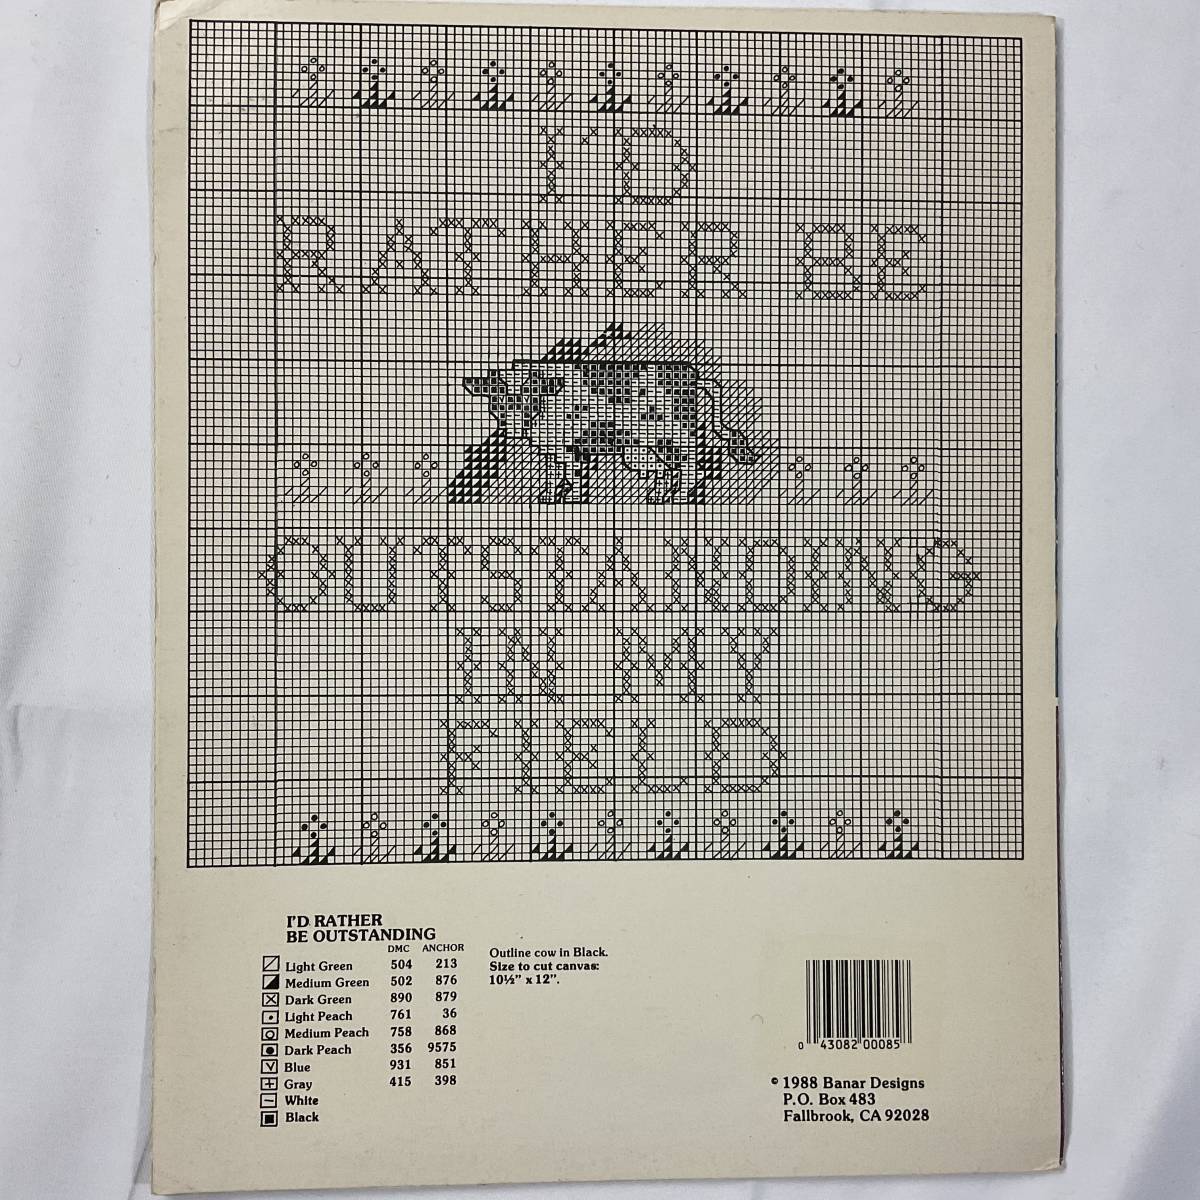 I'D
RATHER BE
OUTSTANDING
IN MY
FIELD
I'D RATHER
BE OUTSTANDING
DMC ANCHOR
Light Green 504 213
Medium Green 502 876
Dark Green 890 879
Light Peach 761 36
Medium Peach 758 868
Dark Peach 356 9575
Blue 931 851
Gray 415 398
White
Black
Outline cow in Black.
Size to cut canvas:
10½" x 12".
0 43082 00085
© 1988 Banar Designs
P.O. Box 483
Fallbrook, CA 92028